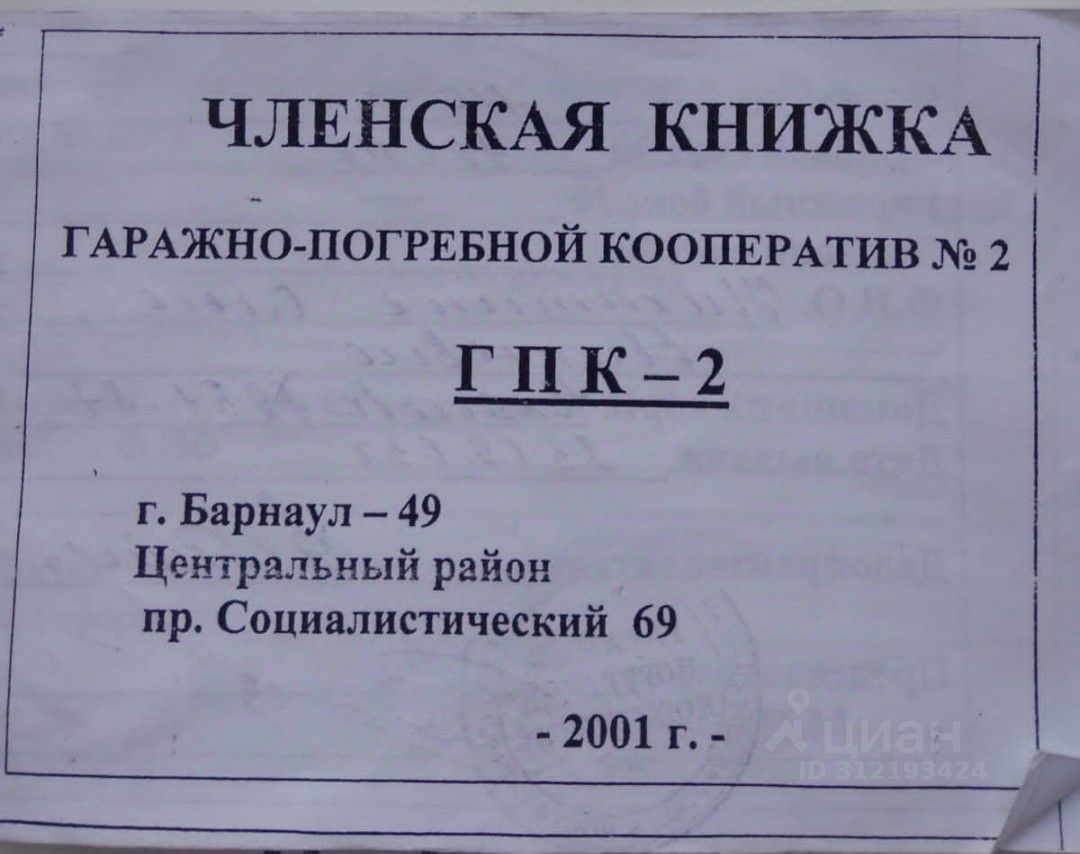 ЧЛЕНСКАЯ КНИЖКА
ГАРАЖНО-ПОГРЕБНОЙ КООПЕРАТИВ № 2
Г П К – 2
г. Барнаул – 49
Центральный район
пр. Социалистический 69
- 2001 г. -
циан
ID 312193424